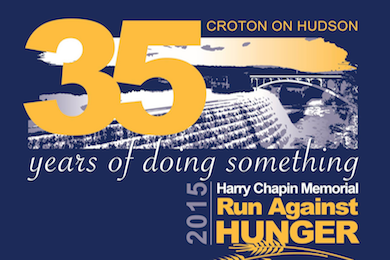 35
CROTON ON HUDSON
years of doing something
2015
Harry Chapin Memorial
Run Against
HUNGER